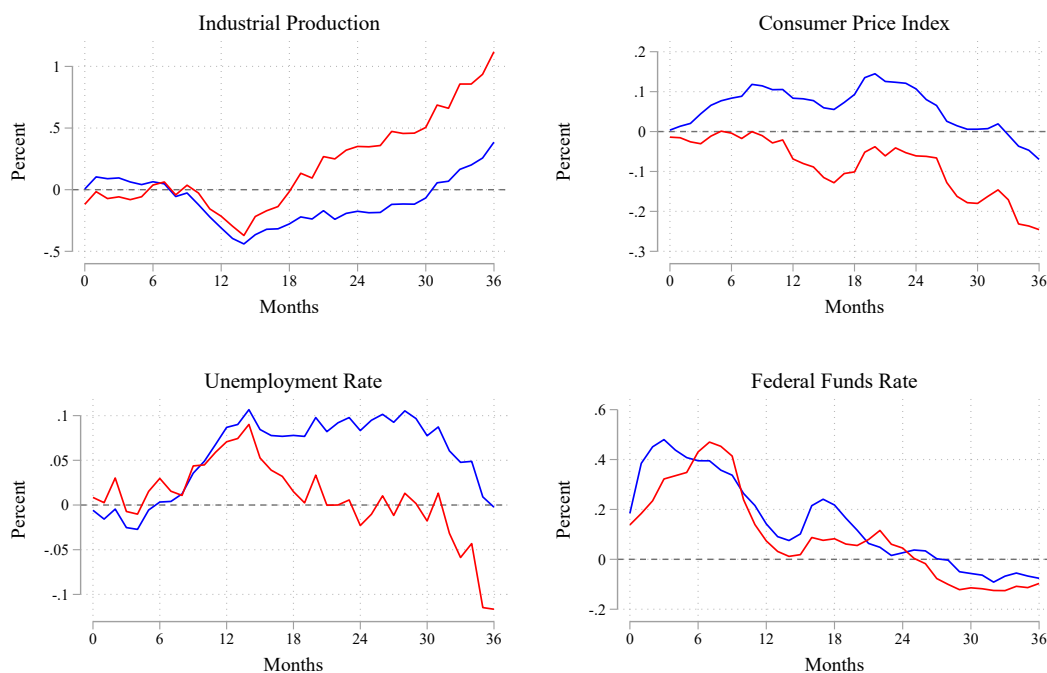 Industrial Production
Percent
1
.5
0
-.5
0 6 12 18 24 30 36
Months
Consumer Price Index
Percent
.2
.1
0
-.1
-.2
-.3
0 6 12 18 24 30 36
Months
Unemployment Rate
Percent
.1
.05
0
-.05
-.1
0 6 12 18 24 30 36
Months
Federal Funds Rate
Percent
.6
.4
.2
0
-.2
0 6 12 18 24 30 36
Months